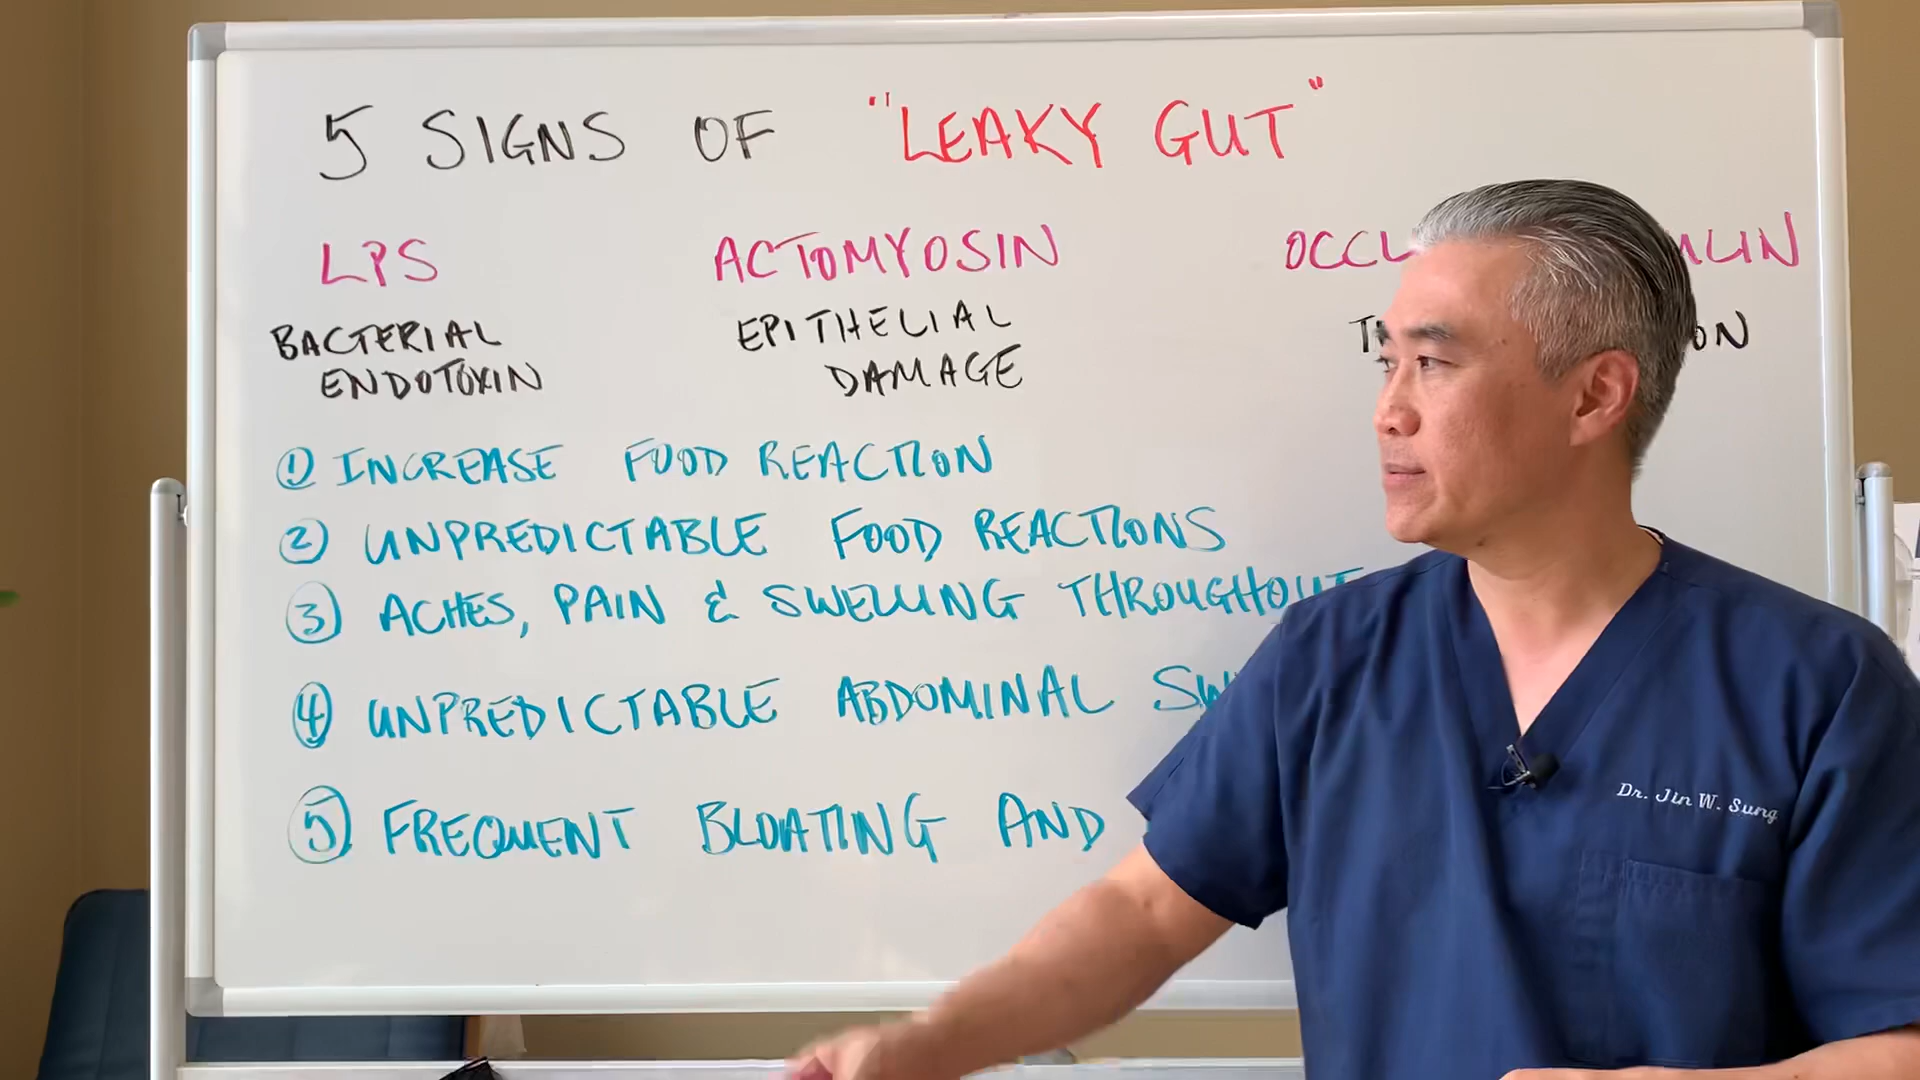 5 SIGNS OF "LEAKY GUT"
LPS ACTOMYOSIN
BACTERIAL EPITHELIAL
ENDOTOXIN DAMAGE
① INCREASE FOOD REACTION
② UNPREDICTABLE FOOD REACTIONS
③ ACHES, PAIN & SWELLING THROUGHOUT
④ UNPREDICTABLE ABDOMINAL
⑤ FREQUENT BLOATING AND
Dr. Jin W. Sung